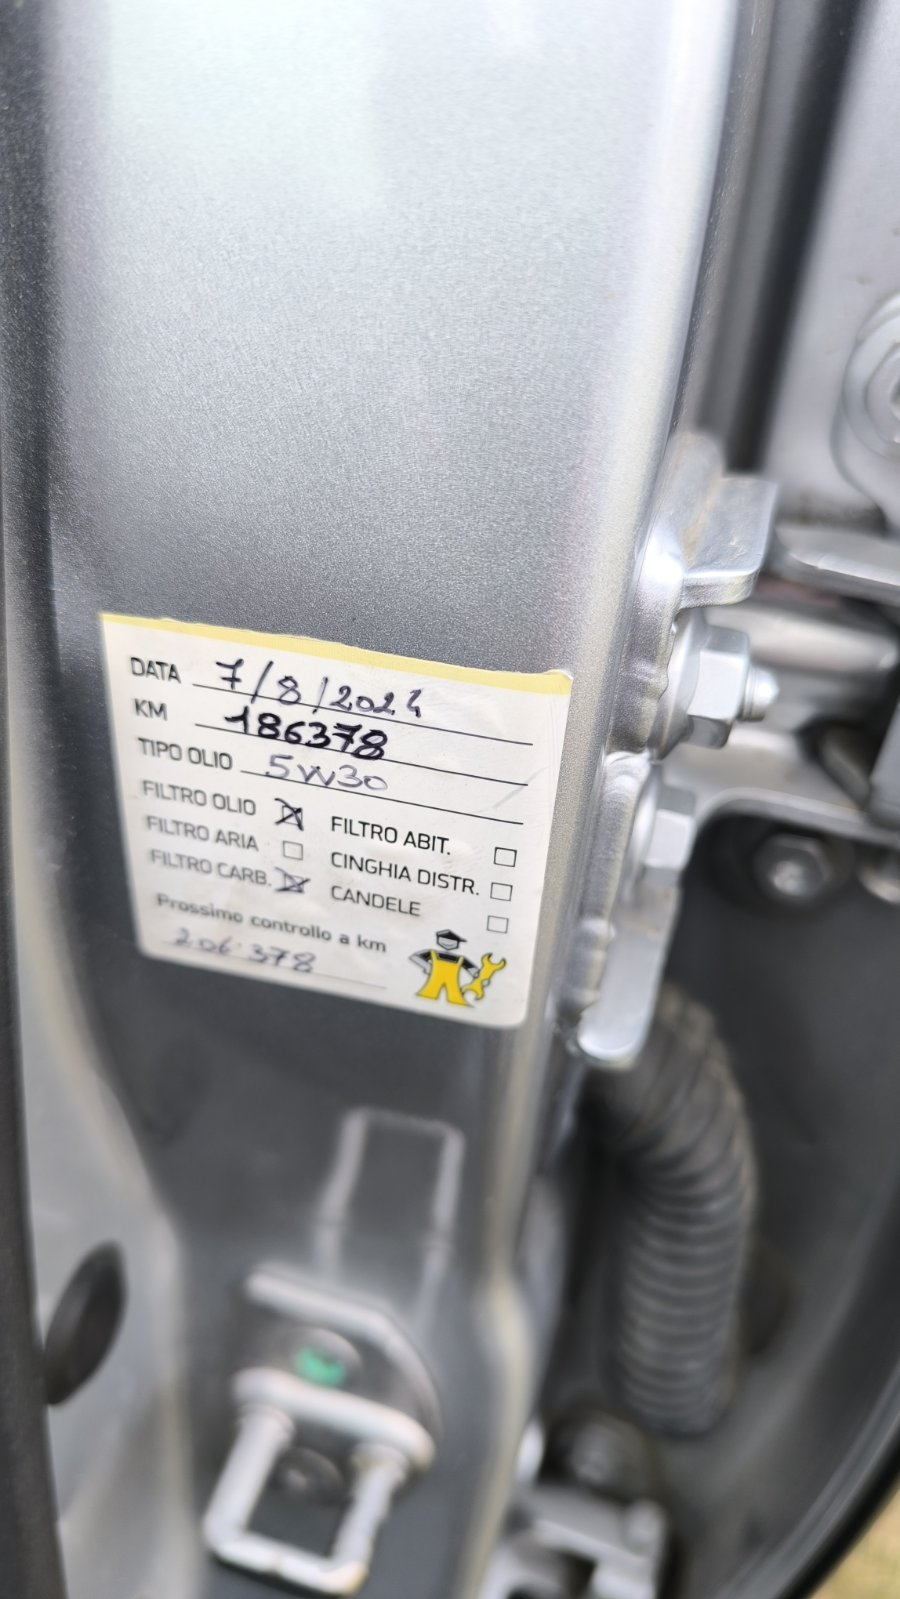 DATA 7/8/2024
KM 186378
TIPO OLIO 5W30
FILTRO OLIO FILTRO ABIT.
FILTRO ARIA CINGHIA DISTR.
FILTRO CARB. CANDELE
Prossimo controllo a km
206.378